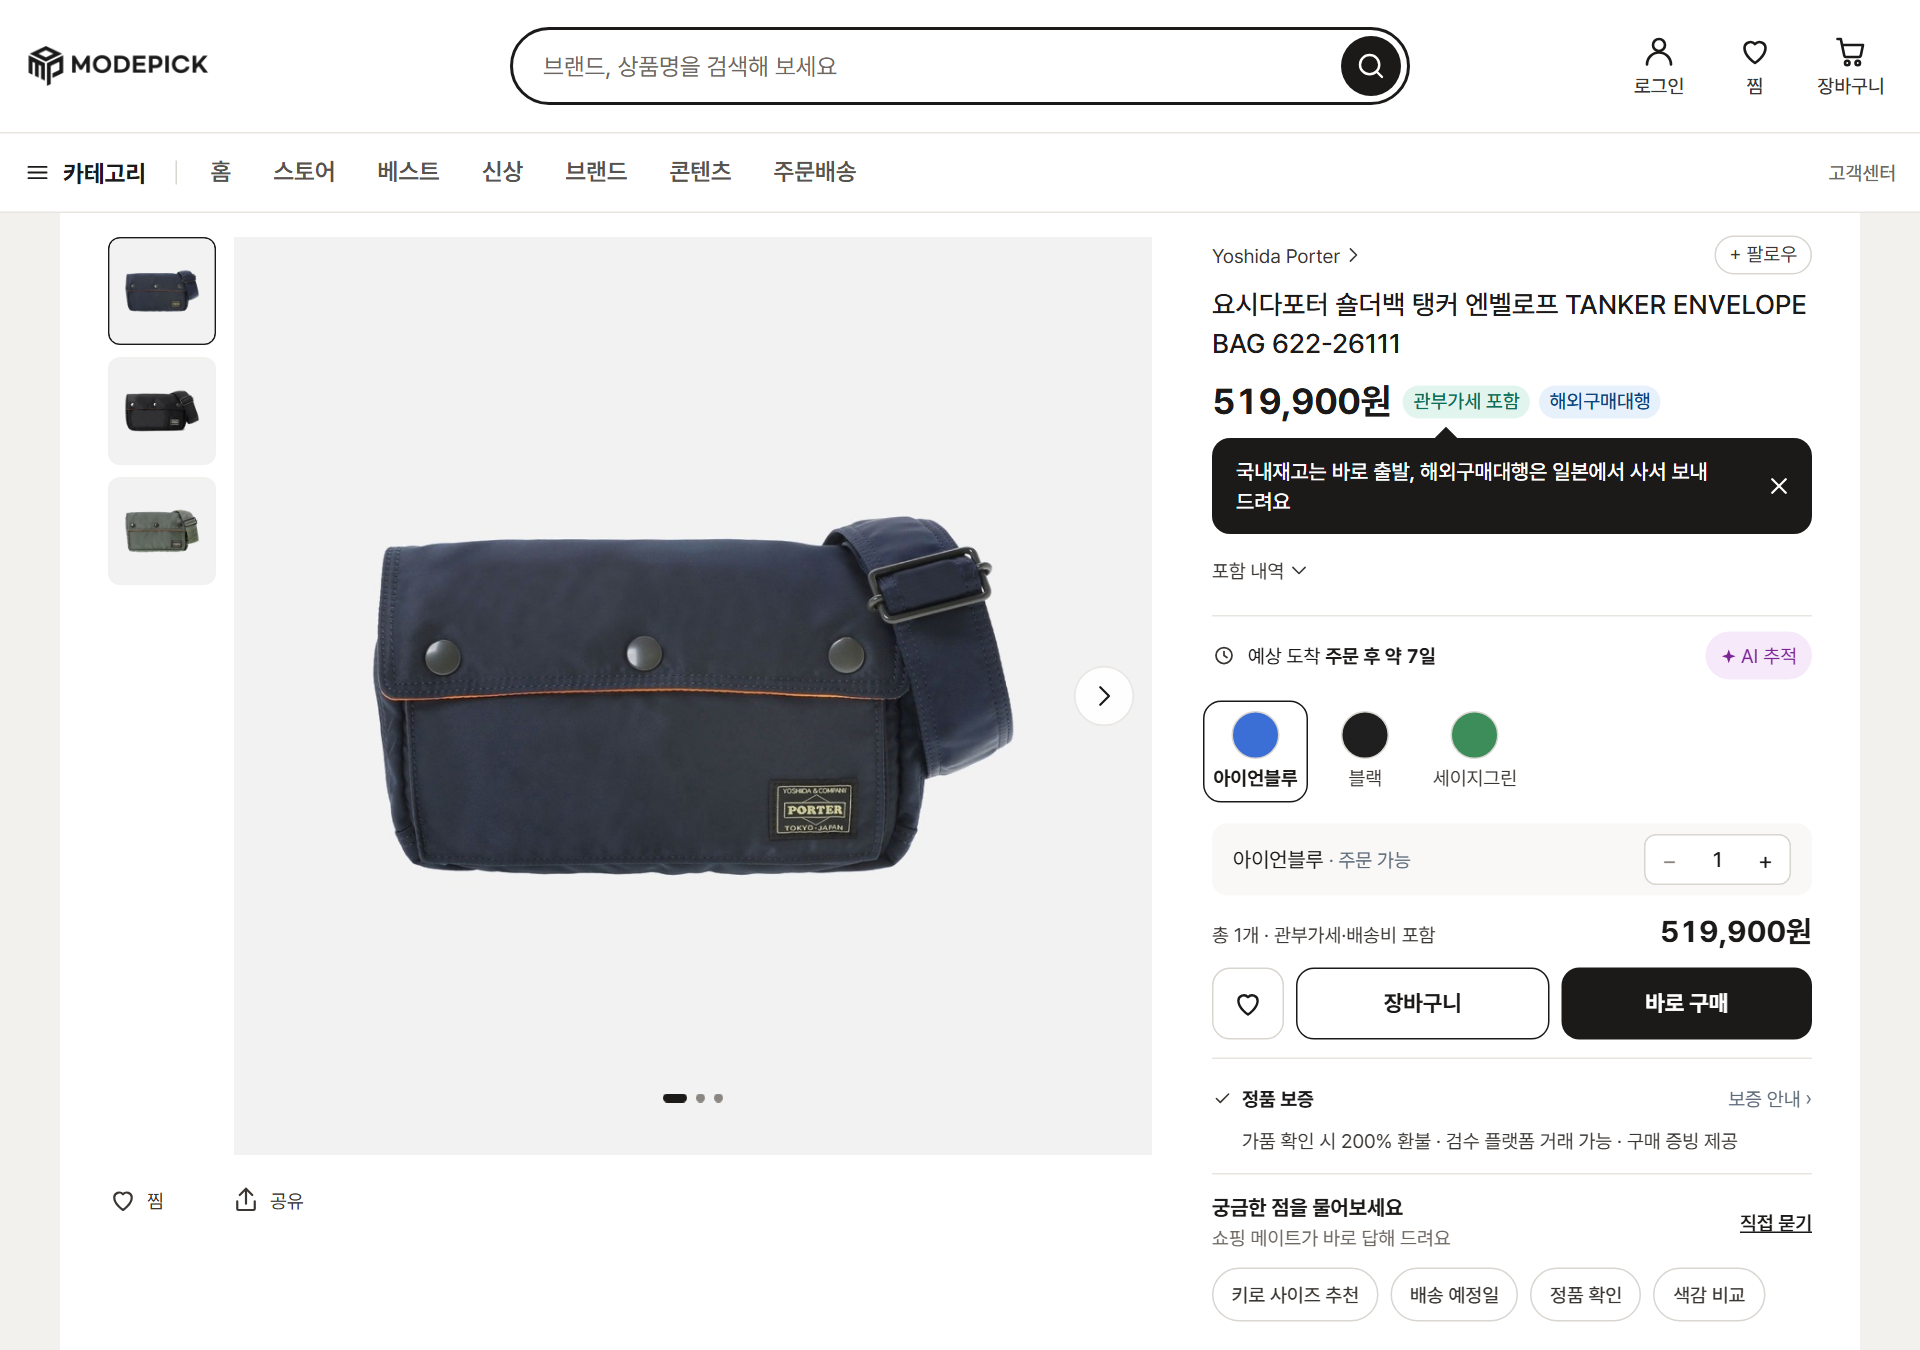 MODEPICK
브랜드, 상품명을 검색해 보세요
로그인
찜
장바구니
카테고리
홈
스토어
베스트
신상
브랜드
콘텐츠
주문배송
고객센터
YOSHIDA & COMPANY
PORTER
TOKYO-JAPAN
찜
공유
Yoshida Porter
+ 팔로우
요시다포터 숄더백 탱커 엔벨로프 TANKER ENVELOPE
BAG 622-26111
519,900원 관부가세 포함 해외구매대행
국내재고는 바로 출발, 해외구매대행은 일본에서 사서 보내
드려요
포함 내역
예상 도착 주문 후 약 7일
AI 추적
아이언블루
블랙
세이지그린
아이언블루 · 주문 가능
− 1 +
총 1개 · 관부가세·배송비 포함
519,900원
장바구니
바로 구매
정품 보증
보증 안내 ›
가품 확인 시 200% 환불 · 검수 플랫폼 거래 가능 · 구매 증빙 제공
궁금한 점을 물어보세요
쇼핑 메이트가 바로 답해 드려요
직접 묻기
키로 사이즈 추천
배송 예정일
정품 확인
색감 비교